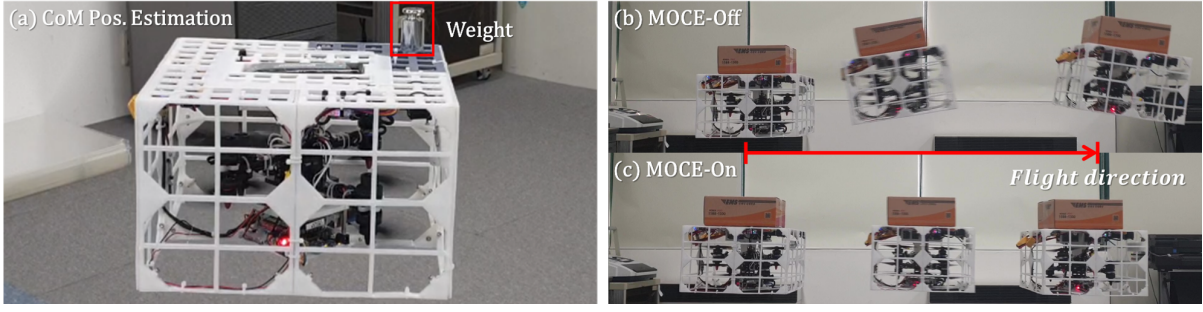 (a) CoM Pos. Estimation
Weight
(b) MOCE-Off
(c) MOCE-On
Flight direction